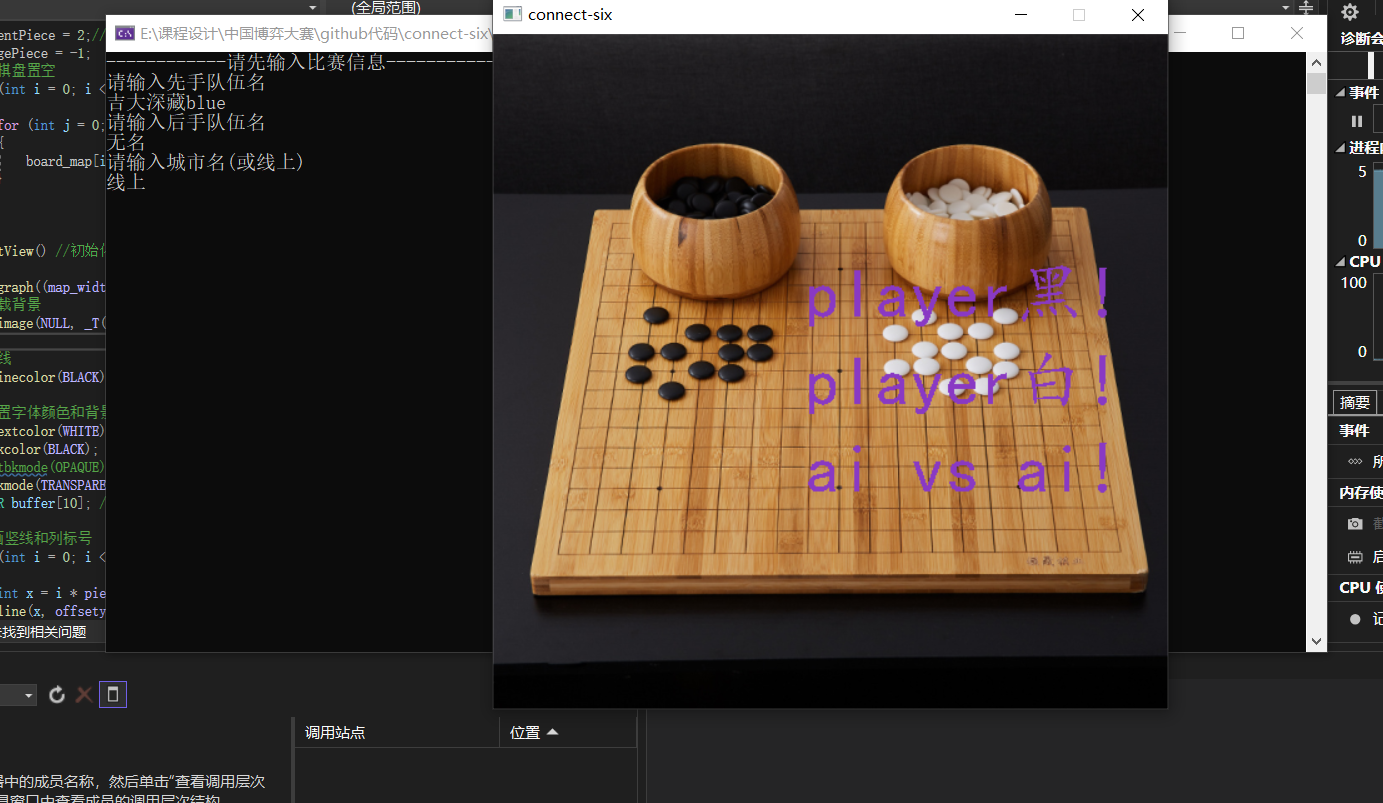 (全局范围)
connect-six
E:\课程设计\中国博弈大赛\github代码\connect-six\
诊断会
entPiece = 2;//
gePiece = -1;
棋盘置空
(int i = 0; i <
for (int j = 0;
{
board_map[i
tView() //初始化
graph((map_widt
载背景
image(NULL, _T(
线
inecolor(BLACK)
置字体颜色和背景
extcolor(WHITE)
kcolor(BLACK);
tbkmode(OPAQUE)
kmode(TRANSPARE
R buffer[10]; /
画竖线和列标号
(int i = 0; i <
int x = i * pie
line(x, offsety
未找到相关问题
------------请先输入比赛信息-----------
请输入先手队伍名
吉大深藏blue
请输入后手队伍名
无名
请输入城市名(或线上)
线上
player黑!
player白!
ai vs ai!
事件
进程内
5
0
CPU
100
0
摘要
事件
所
内存使
截
启
CPU 使
记
调用站点
位置
器中的成员名称，然后单击“查看调用层次
具窗口中查看成员的调用层次结构